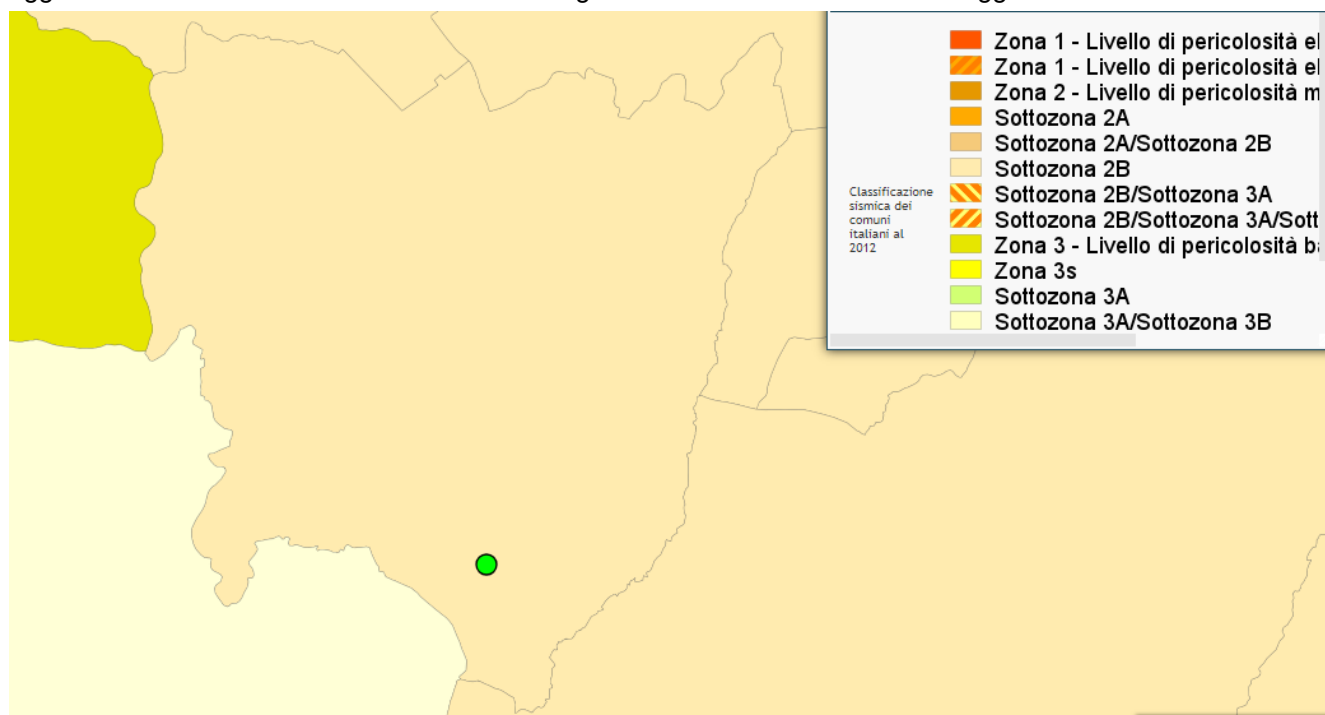 Classificazione
sismica dei
comuni
italiani al
2012
Zona 1 - Livello di pericolosità el
Zona 1 - Livello di pericolosità el
Zona 2 - Livello di pericolosità m
Sottozona 2A
Sottozona 2A/Sottozona 2B
Sottozona 2B
Sottozona 2B/Sottozona 3A
Sottozona 2B/Sottozona 3A/Sott
Zona 3 - Livello di pericolosità ba
Zona 3s
Sottozona 3A
Sottozona 3A/Sottozona 3B